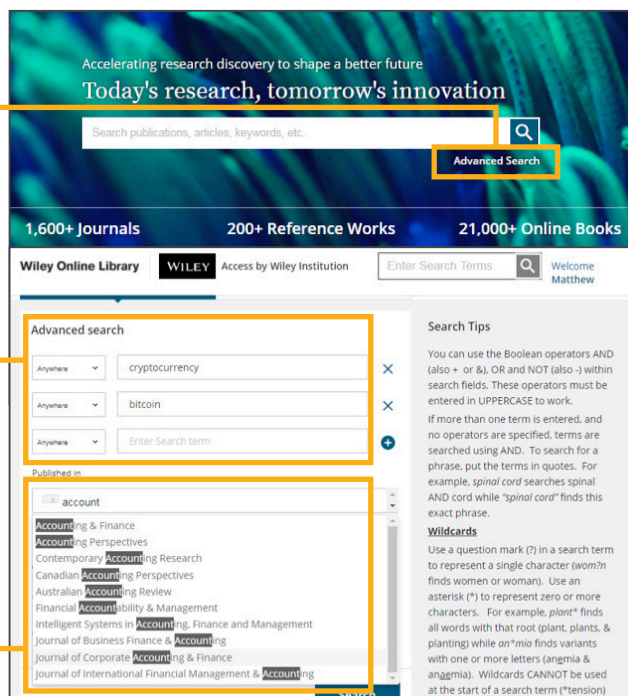 Accelerating research discovery to shape a better future
Today's research, tomorrow's innovation
Search publications, articles, keywords, etc.
Advanced Search
1,600+ Journals
200+ Reference Works
21,000+ Online Books
Wiley Online Library
WILEY
Access by Wiley Institution
Enter Search Terms
Welcome
Matthew
Advanced search
Anywhere
cryptocurrency
Anywhere
bitcoin
Anywhere
Enter Search term
Published in
account
Accounting & Finance
Accounting Perspectives
Contemporary Accounting Research
Canadian Accounting Perspectives
Australian Accounting Review
Financial Accountability & Management
Intelligent Systems in Accounting, Finance and Management
Journal of Business Finance & Accounting
Journal of Corporate Accounting & Finance
Journal of International Financial Management & Accounting
Search
Search Tips
You can use the Boolean operators AND
(also + or &), OR and NOT (also -) within
search fields. These operators must be
entered in UPPERCASE to work.
If more than one term is entered, and
no operators are specified, terms are
searched using AND. To search for a
phrase, put the terms in quotes. For
example, spinal cord searches spinal
AND cord while "spinal cord" finds this
exact phrase.
Wildcards
Use a question mark (?) in a search term
to represent a single character (wom?n
finds women or woman). Use an
asterisk (*) to represent zero or more
characters. For example, plant* finds
all words with that root (plant, plants, &
planting) while an*mia finds variants
with one or more letters (anemia &
anaemia). Wildcards CANNOT be used
at the start of a search term (*tension)